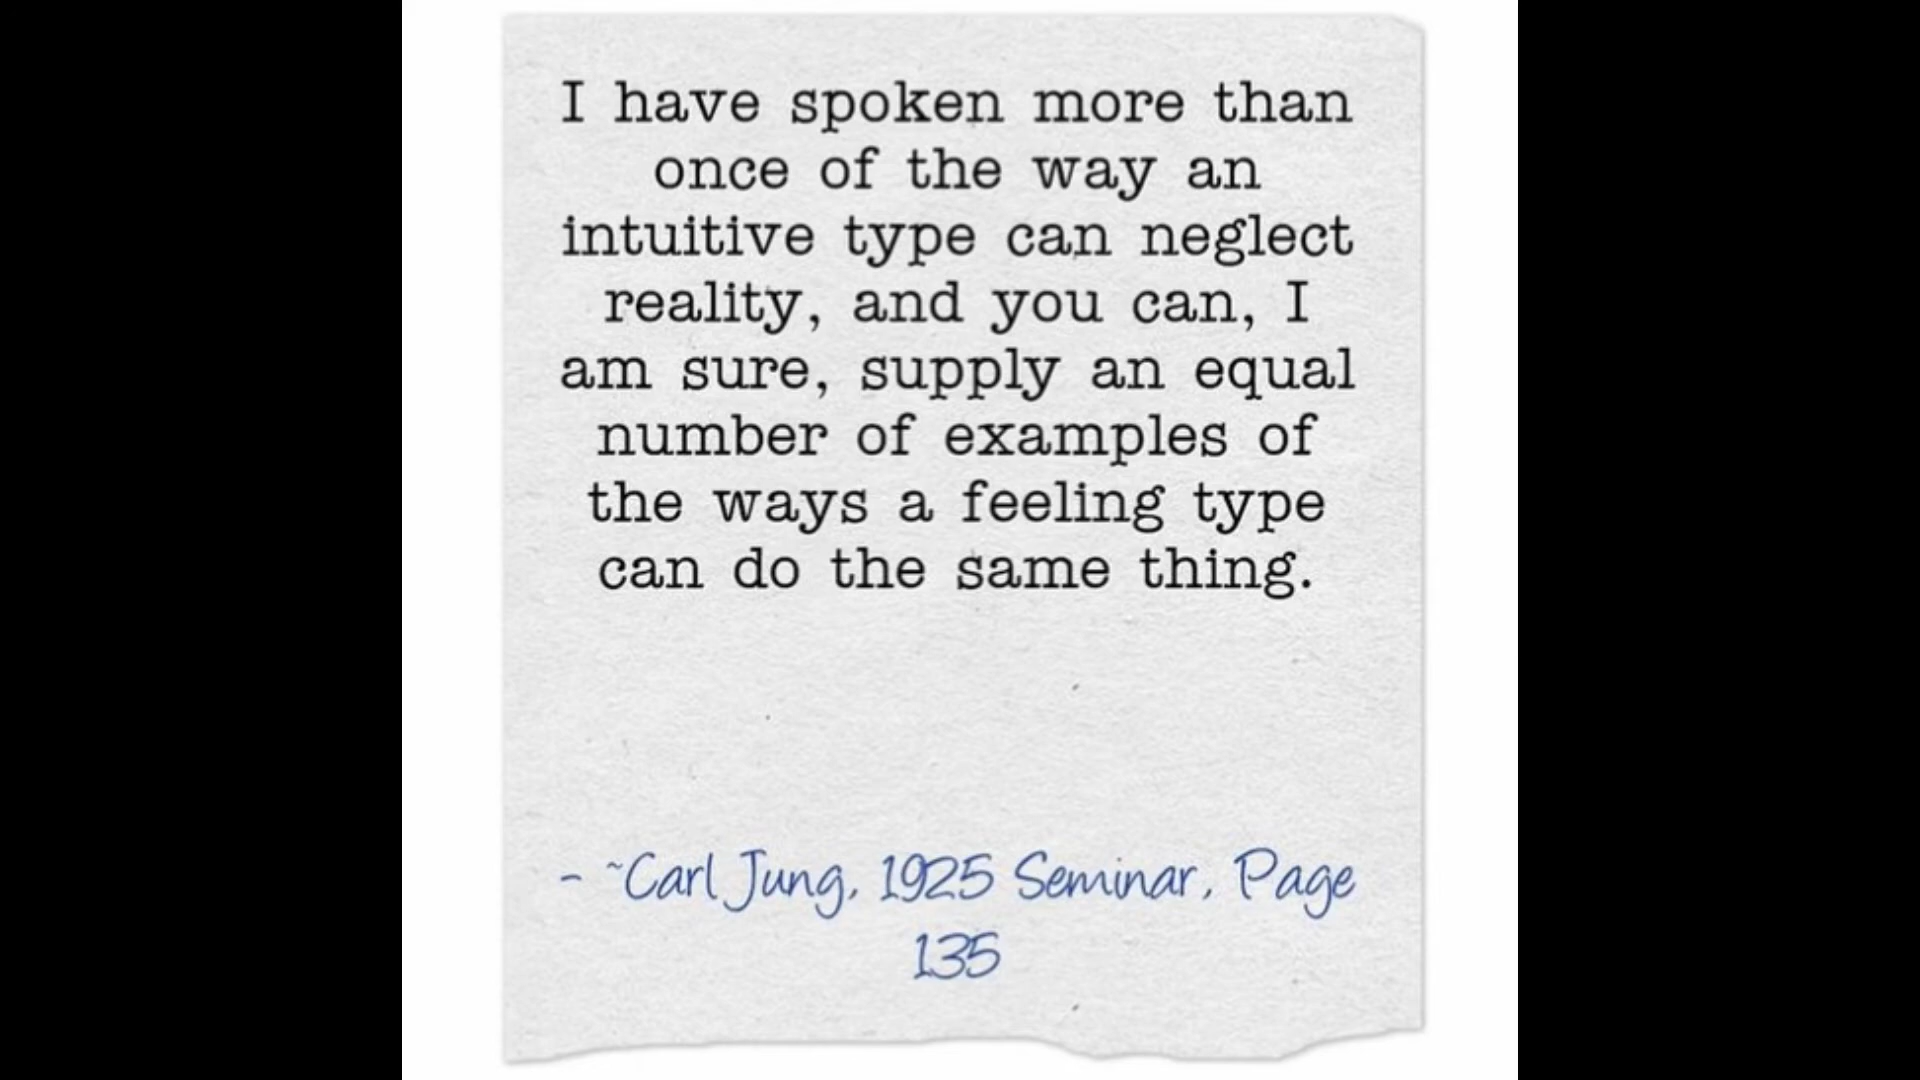 I have spoken more than
once of the way an
intuitive type can neglect
reality, and you can, I
am sure, supply an equal
number of examples of
the ways a feeling type
can do the same thing.
- ~Carl Jung, 1925 Seminar, Page
135